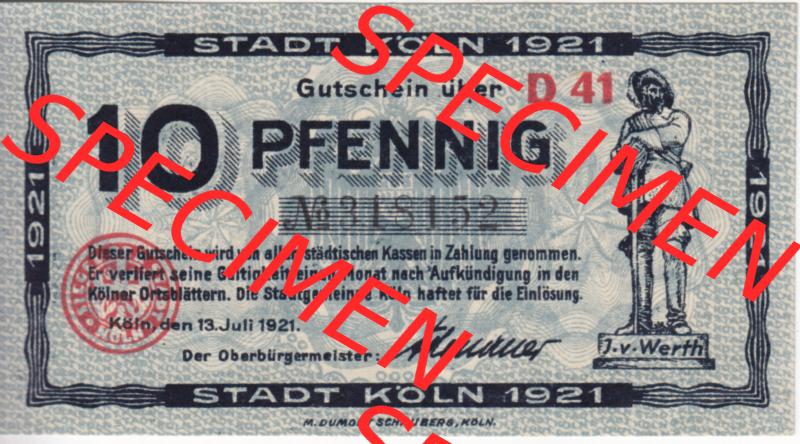 STADT KÖLN 1921
Gutschein über D 41
10 PFENNIG
№ 318152
Dieser Gutschein wird von allen städtischen Kassen in Zahlung genommen.
Er verliert seine Gültigkeit einen Monat nach Aufkündigung in den
Kölner Ortsblättern. Die Stadtgemeinde Köln haftet für die Einlösung.
Köln, den 13. Juli 1921.
Der Oberbürgermeister:
J.v.Werth
STADT KÖLN 1921
M. DUMONT SCHAUBERG, KÖLN.
1921
1921
SPECIMEN
SPECIMEN